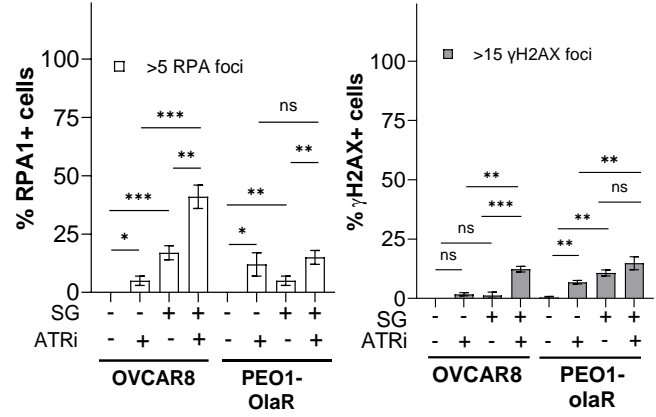 % RPA1+ cells
100
75
50
25
0
>5 RPA foci
***
ns
***
**
**
***
**
*
*
SG - - + + - - + +
ATRi - + - + - + - +
OVCAR8 PEO1-
OlaR
% γH2AX+ cells
100
75
50
25
0
>15 γH2AX foci
**
**
***
ns
ns
**
ns
**
SG - - + + - - + +
ATRi - + - + - + - +
OVCAR8 PEO1-
olaR